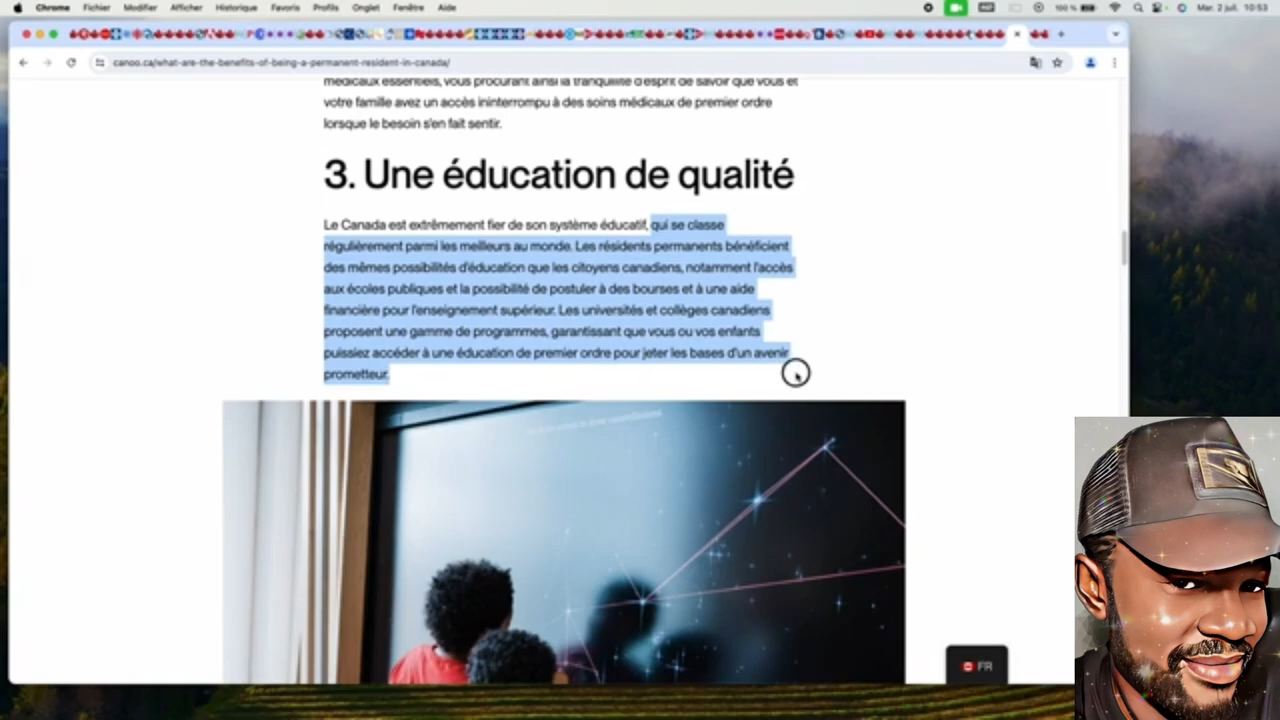 Chrome Fichier Modifier Afficher Historique Favoris Profils Onglet Fenêtre Aide 100 % Mar. 2 juil. 10:53
canoo.ca/what-are-the-benefits-of-being-a-permanent-resident-in-canada/
médicaux essentiels, vous procurant ainsi la tranquillité d'esprit de savoir que vous et
votre famille avez un accès ininterrompu à des soins médicaux de premier ordre
lorsque le besoin s'en fait sentir.
3. Une éducation de qualité
Le Canada est extrêmement fier de son système éducatif, qui se classe
régulièrement parmi les meilleurs au monde. Les résidents permanents bénéficient
des mêmes possibilités d'éducation que les citoyens canadiens, notamment l'accès
aux écoles publiques et la possibilité de postuler à des bourses et à une aide
financière pour l'enseignement supérieur. Les universités et collèges canadiens
proposent une gamme de programmes, garantissant que vous ou vos enfants
puissiez accéder à une éducation de premier ordre pour jeter les bases d'un avenir
prometteur.
FR